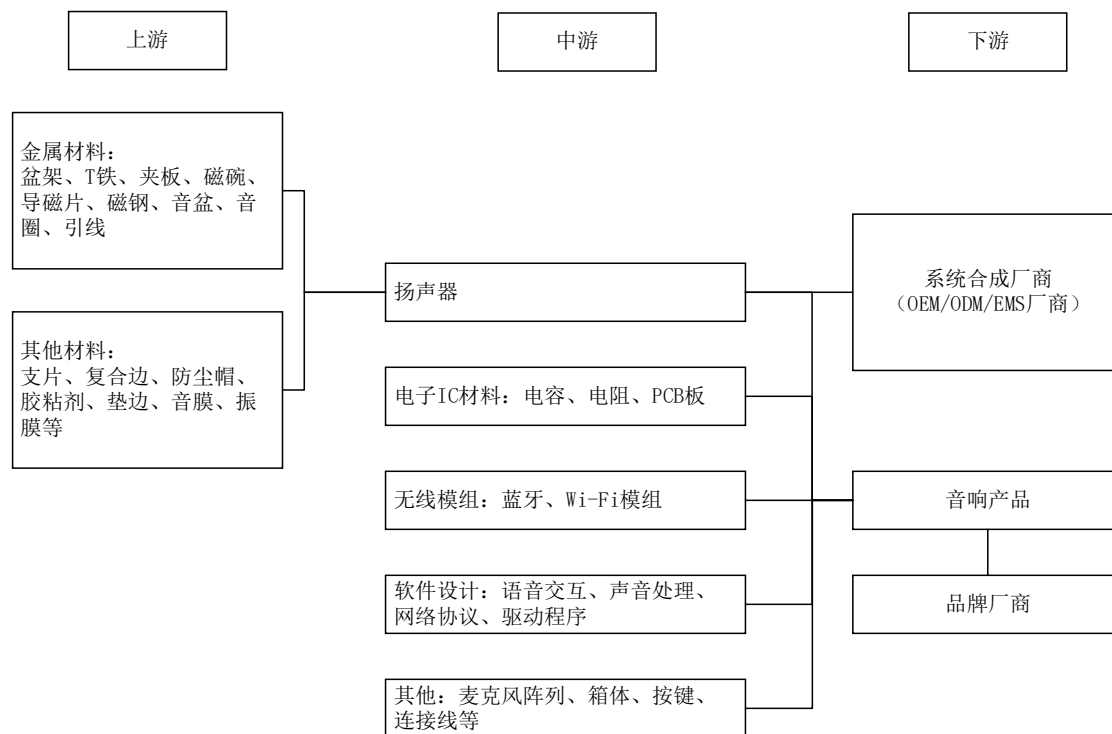 上游
中游
下游
金属材料：
盆架、T铁、夹板、磁碗、
导磁片、磁钢、音盆、音
圈、引线
其他材料：
支片、复合边、防尘帽、
胶粘剂、垫边、音膜、振
膜等
扬声器
电子IC材料：电容、电阻、PCB板
无线模组：蓝牙、Wi-Fi模组
软件设计：语音交互、声音处理、
网络协议、驱动程序
其他：麦克风阵列、箱体、按键、
连接线等
系统合成厂商
（OEM/ODM/EMS厂商）
音响产品
品牌厂商